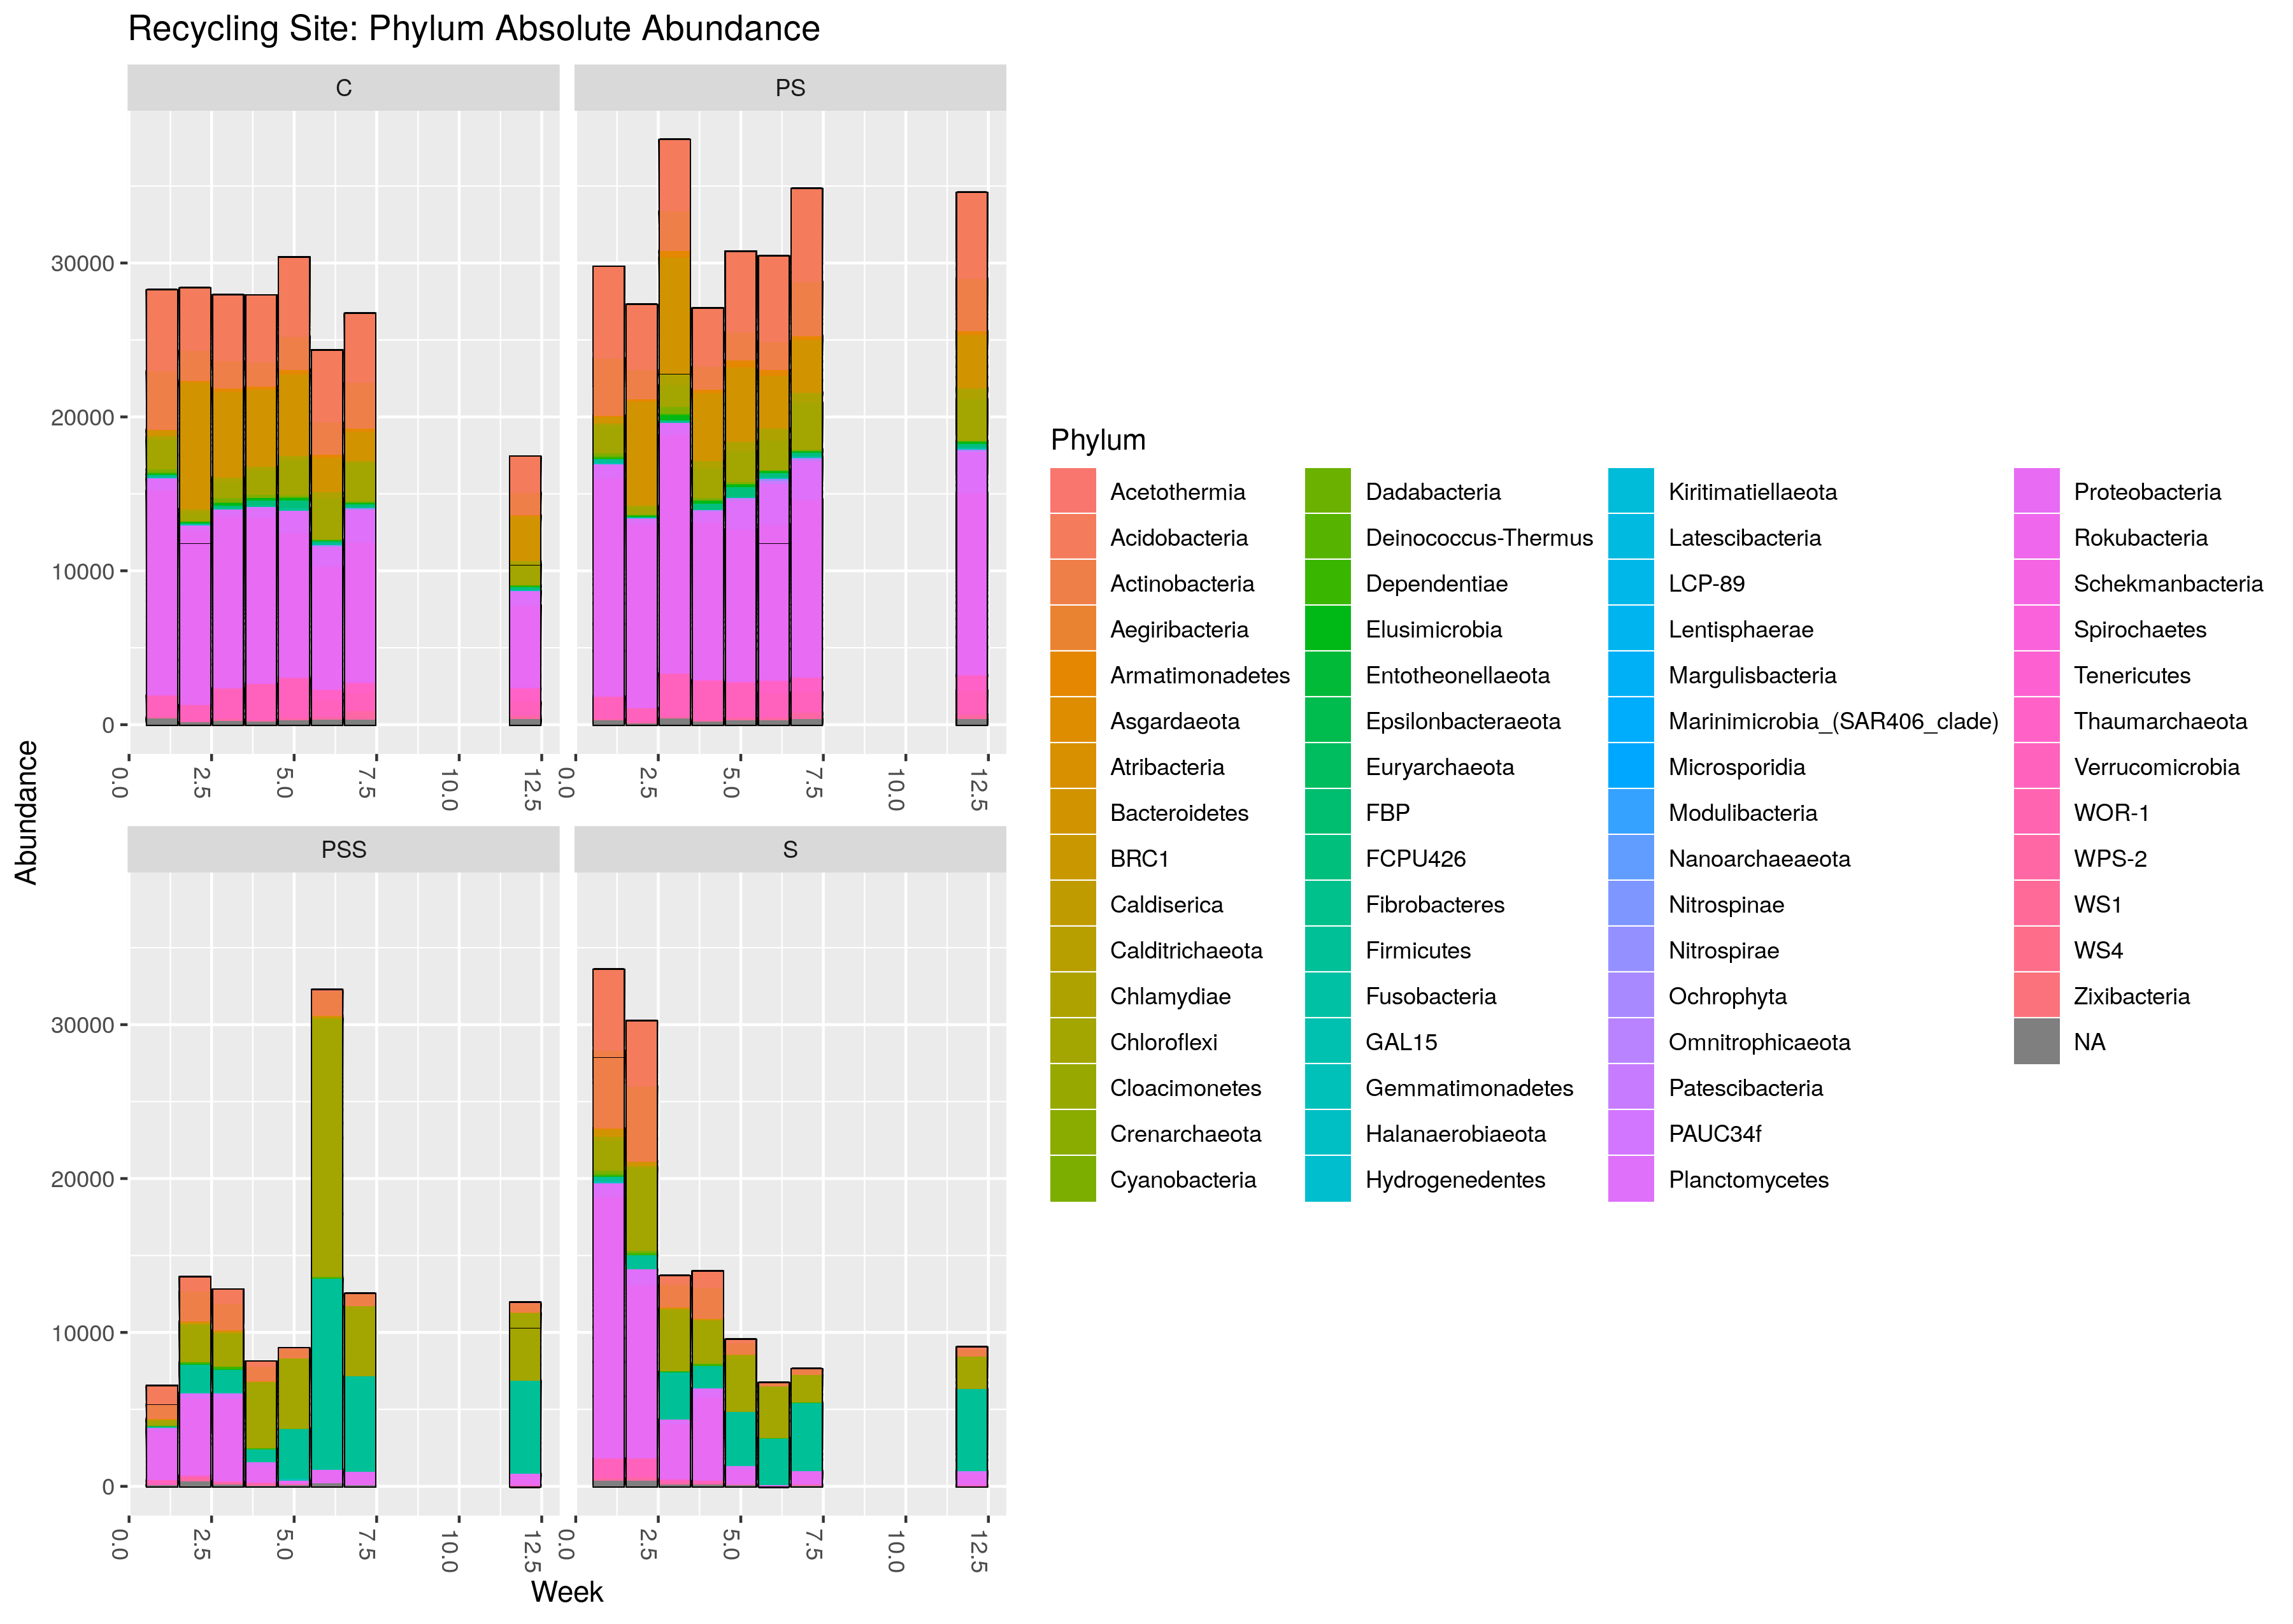 Recycling Site: Phylum Absolute Abundance
C
PS
30000
20000
10000
0
0.0
2.5
5.0
7.5
10.0
12.5
0.0
2.5
5.0
7.5
10.0
12.5
Abundance
PSS
S
30000
20000
10000
0
0.0
2.5
5.0
7.5
10.0
12.5
0.0
2.5
5.0
7.5
10.0
12.5
Week
Phylum
Acetothermia
Acidobacteria
Actinobacteria
Aegiribacteria
Armatimonadetes
Asgardaeota
Atribacteria
Bacteroidetes
BRC1
Caldiserica
Calditrichaeota
Chlamydiae
Chloroflexi
Cloacimonetes
Crenarchaeota
Cyanobacteria
Dadabacteria
Deinococcus-Thermus
Dependentiae
Elusimicrobia
Entotheonellaeota
Epsilonbacteraeota
Euryarchaeota
FBP
FCPU426
Fibrobacteres
Firmicutes
Fusobacteria
GAL15
Gemmatimonadetes
Halanaerobiaeota
Hydrogenedentes
Kiritimatiellaeota
Latescibacteria
LCP-89
Lentisphaerae
Margulisbacteria
Marinimicrobia_(SAR406_clade)
Microsporidia
Modulibacteria
Nanoarchaeaeota
Nitrospinae
Nitrospirae
Ochrophyta
Omnitrophicaeota
Patescibacteria
PAUC34f
Planctomycetes
Proteobacteria
Rokubacteria
Schekmanbacteria
Spirochaetes
Tenericutes
Thaumarchaeota
Verrucomicrobia
WOR-1
WPS-2
WS1
WS4
Zixibacteria
NA